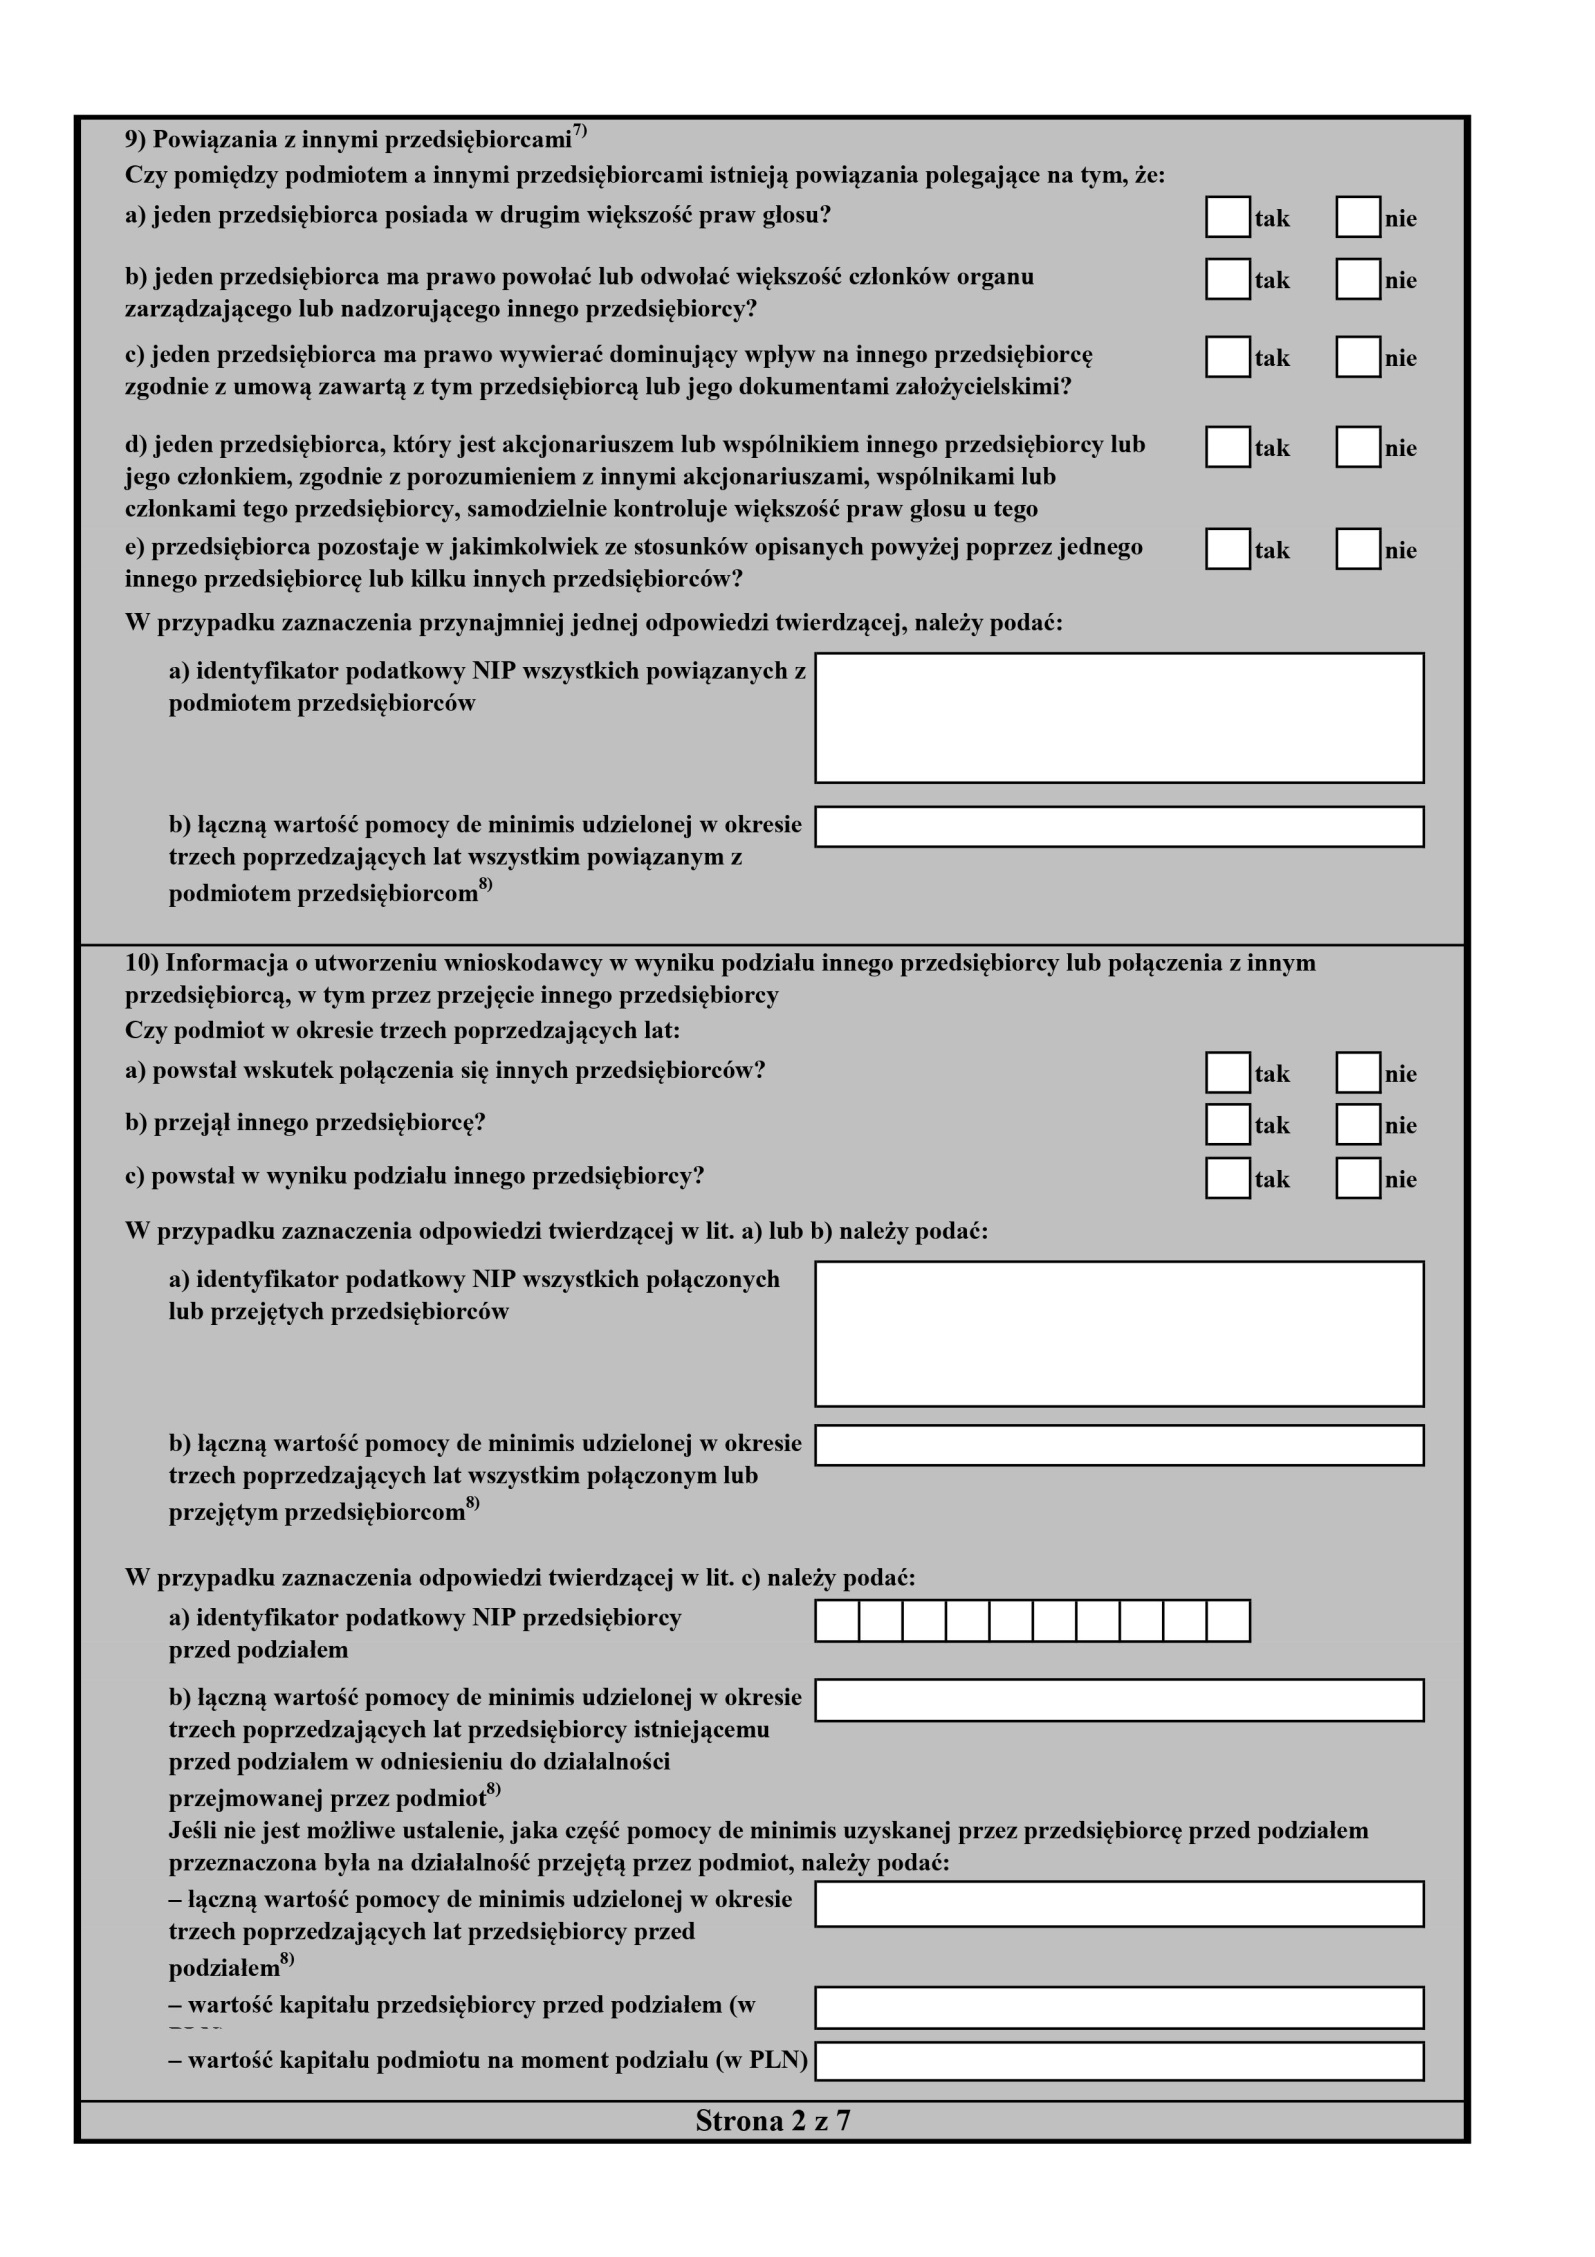 9) Powiązania z innymi przedsiębiorcami7)
Czy pomiędzy podmiotem a innymi przedsiębiorcami istnieją powiązania polegające na tym, że:
a) jeden przedsiębiorca posiada w drugim większość praw głosu?
tak nie
b) jeden przedsiębiorca ma prawo powołać lub odwołać większość członków organu
zarządzającego lub nadzorującego innego przedsiębiorcy?
tak nie
c) jeden przedsiębiorca ma prawo wywierać dominujący wpływ na innego przedsiębiorcę
zgodnie z umową zawartą z tym przedsiębiorcą lub jego dokumentami założycielskimi?
tak nie
d) jeden przedsiębiorca, który jest akcjonariuszem lub wspólnikiem innego przedsiębiorcy lub
jego członkiem, zgodnie z porozumieniem z innymi akcjonariuszami, wspólnikami lub
członkami tego przedsiębiorcy, samodzielnie kontroluje większość praw głosu u tego
tak nie
e) przedsiębiorca pozostaje w jakimkolwiek ze stosunków opisanych powyżej poprzez jednego
innego przedsiębiorcę lub kilku innych przedsiębiorców?
tak nie
W przypadku zaznaczenia przynajmniej jednej odpowiedzi twierdzącej, należy podać:
a) identyfikator podatkowy NIP wszystkich powiązanych z
podmiotem przedsiębiorców
b) łączną wartość pomocy de minimis udzielonej w okresie
trzech poprzedzających lat wszystkim powiązanym z
podmiotem przedsiębiorcom8)
10) Informacja o utworzeniu wnioskodawcy w wyniku podziału innego przedsiębiorcy lub połączenia z innym
przedsiębiorcą, w tym przez przejęcie innego przedsiębiorcy
Czy podmiot w okresie trzech poprzedzających lat:
a) powstał wskutek połączenia się innych przedsiębiorców?
tak nie
b) przejął innego przedsiębiorcę?
tak nie
c) powstał w wyniku podziału innego przedsiębiorcy?
tak nie
W przypadku zaznaczenia odpowiedzi twierdzącej w lit. a) lub b) należy podać:
a) identyfikator podatkowy NIP wszystkich połączonych
lub przejętych przedsiębiorców
b) łączną wartość pomocy de minimis udzielonej w okresie
trzech poprzedzających lat wszystkim połączonym lub
przejętym przedsiębiorcom8)
W przypadku zaznaczenia odpowiedzi twierdzącej w lit. c) należy podać:
a) identyfikator podatkowy NIP przedsiębiorcy
przed podziałem
b) łączną wartość pomocy de minimis udzielonej w okresie
trzech poprzedzających lat przedsiębiorcy istniejącemu
przed podziałem w odniesieniu do działalności
przejmowanej przez podmiot8)
Jeśli nie jest możliwe ustalenie, jaka część pomocy de minimis uzyskanej przez przedsiębiorcę przed podziałem
przeznaczona była na działalność przejętą przez podmiot, należy podać:
– łączną wartość pomocy de minimis udzielonej w okresie
trzech poprzedzających lat przedsiębiorcy przed
podziałem8)
– wartość kapitału przedsiębiorcy przed podziałem (w
– wartość kapitału podmiotu na moment podziału (w PLN)
Strona 2 z 7